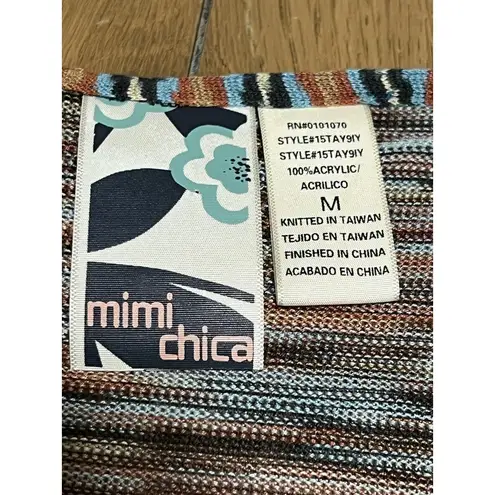 mimi
chica
RN#0101070
STYLE#15TAY9IY
STYLE#15TAY9IY
100%ACRYLIC/
ACRILICO
M
KNITTED IN TAIWAN
TEJIDO EN TAIWAN
FINISHED IN CHINA
ACABADO EN CHINA